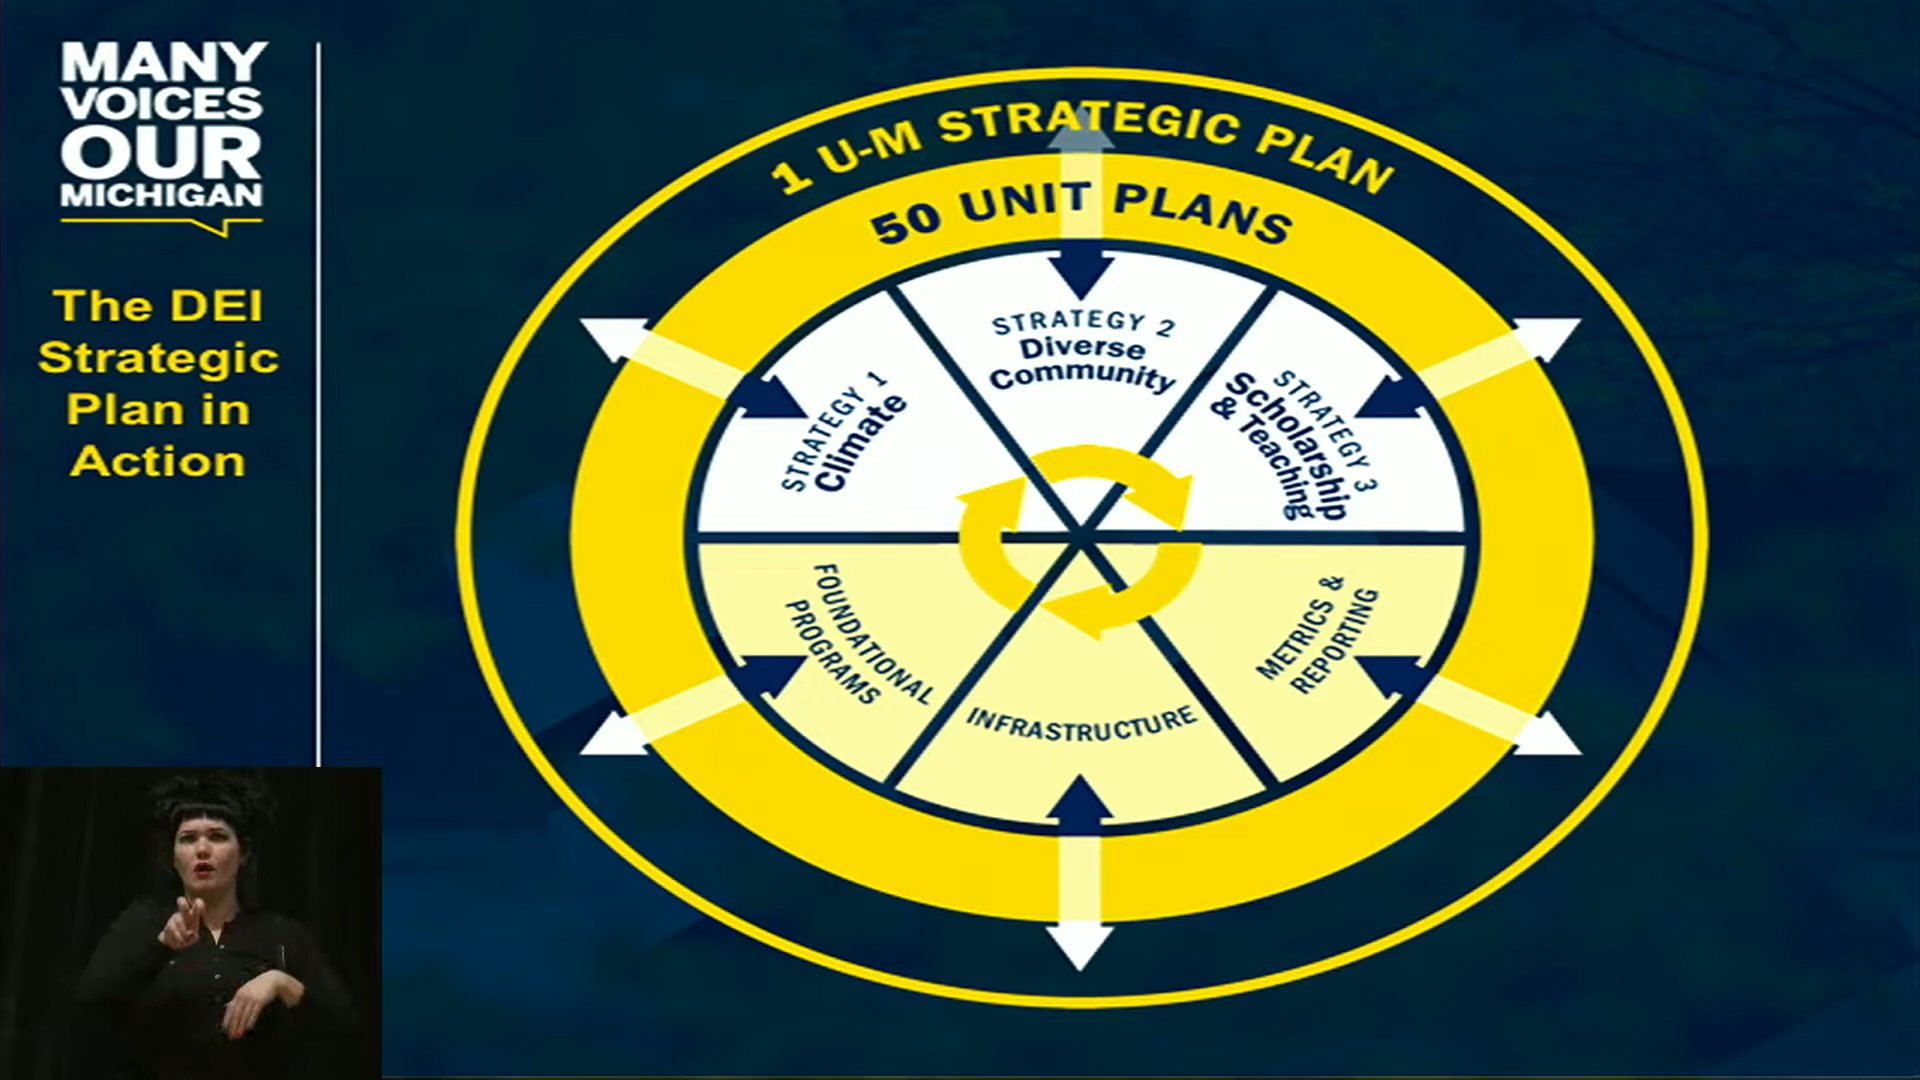 MANY
VOICES
OUR
MICHIGAN
The DEI
Strategic
Plan in
Action
1 U-M STRATEGIC PLAN
50 UNIT PLANS
STRATEGY 1
Climate
STRATEGY 2
Diverse
Community
STRATEGY 3
Scholarship
& Teaching
FOUNDATIONAL
PROGRAMS
INFRASTRUCTURE
METRICS &
REPORTING